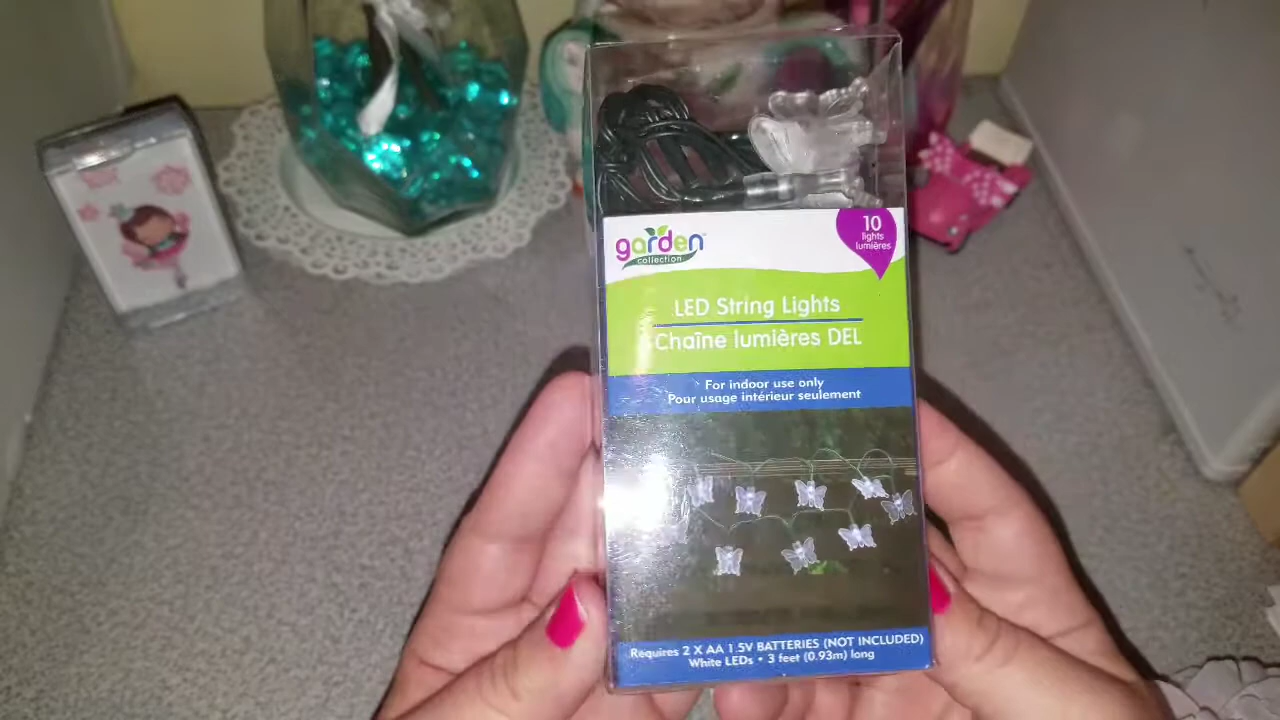 garden
collection
10
lights
lumières
LED String Lights
Chaîne lumières DEL
For indoor use only
Pour usage intérieur seulement
Requires 2 X AA 1.5V BATTERIES (NOT INCLUDED)
White LEDs • 3 feet (0.93m) long